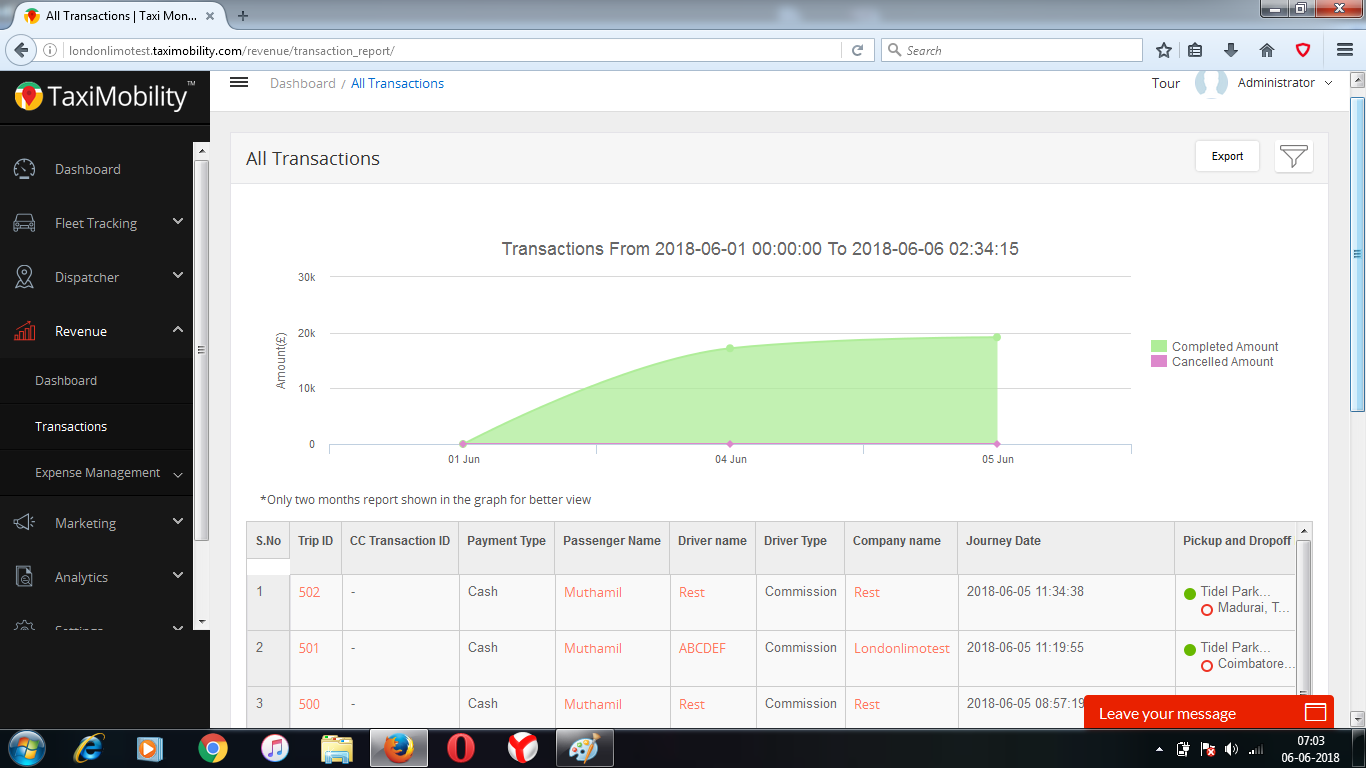 All Transactions | Taxi Mon...
londonlimotest.taximobility.com/revenue/transaction_report/
Search
TaxiMobility™
Dashboard / All Transactions
Tour
Administrator
Dashboard
Fleet Tracking
Dispatcher
Revenue
Dashboard
Transactions
Expense Management
Marketing
Analytics
Settings
All Transactions
Export
Transactions From 2018-06-01 00:00:00 To 2018-06-06 02:34:15
Amount(£)
30k
20k
10k
0
01 Jun 04 Jun 05 Jun
Completed Amount
Cancelled Amount
*Only two months report shown in the graph for better view
S.No Trip ID CC Transaction ID Payment Type Passenger Name Driver name Driver Type Company name Journey Date Pickup and Dropoff
1 502 - Cash Muthamil Rest Commission Rest 2018-06-05 11:34:38 Tidel Park...
Madurai, T...
2 501 - Cash Muthamil ABCDEF Commission Londonlimotest 2018-06-05 11:19:55 Tidel Park...
Coimbatore...
3 500 - Cash Muthamil Rest Commission Rest 2018-06-05 08:57:19
Leave your message
07:03
06-06-2018